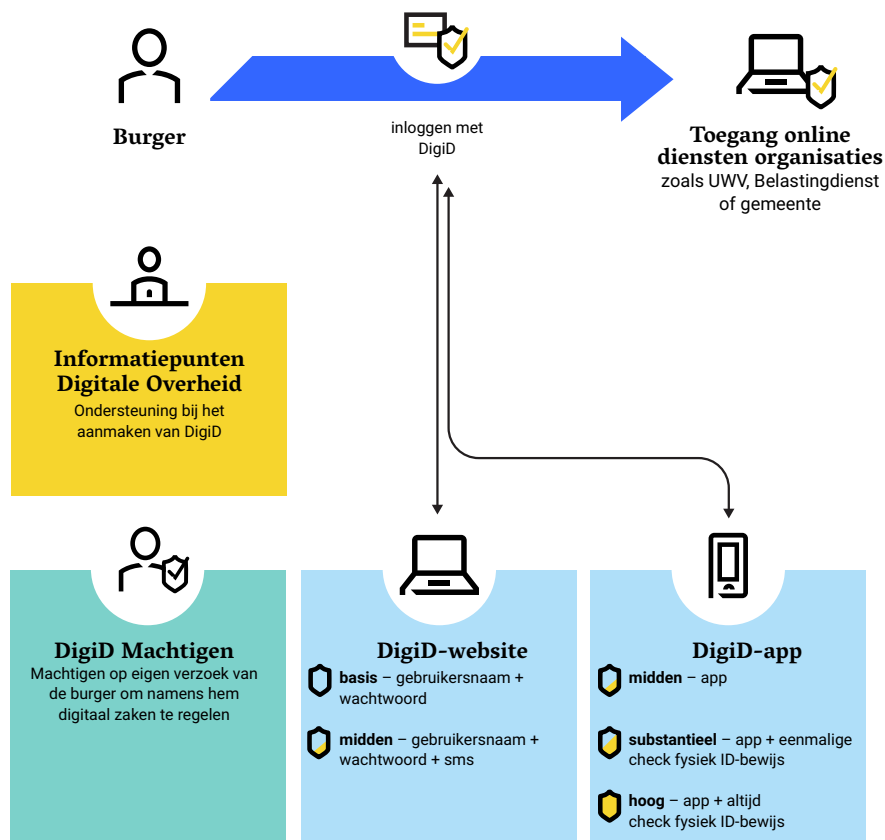 Burger
inloggen met
DigiD
Toegang online
diensten organisaties
zoals UWV, Belastingdienst
of gemeente
Informatiepunten
Digitale Overheid
Ondersteuning bij het
aanmaken van DigiD
DigiD Machtigen
Machtigen op eigen verzoek van
de burger om namens hem
digitaal zaken te regelen
DigiD-website
basis – gebruikersnaam +
wachtwoord
midden – gebruikersnaam +
wachtwoord + sms
DigiD-app
midden – app
substantieel – app + eenmalige
check fysiek ID-bewijs
hoog – app + altijd
check fysiek ID-bewijs